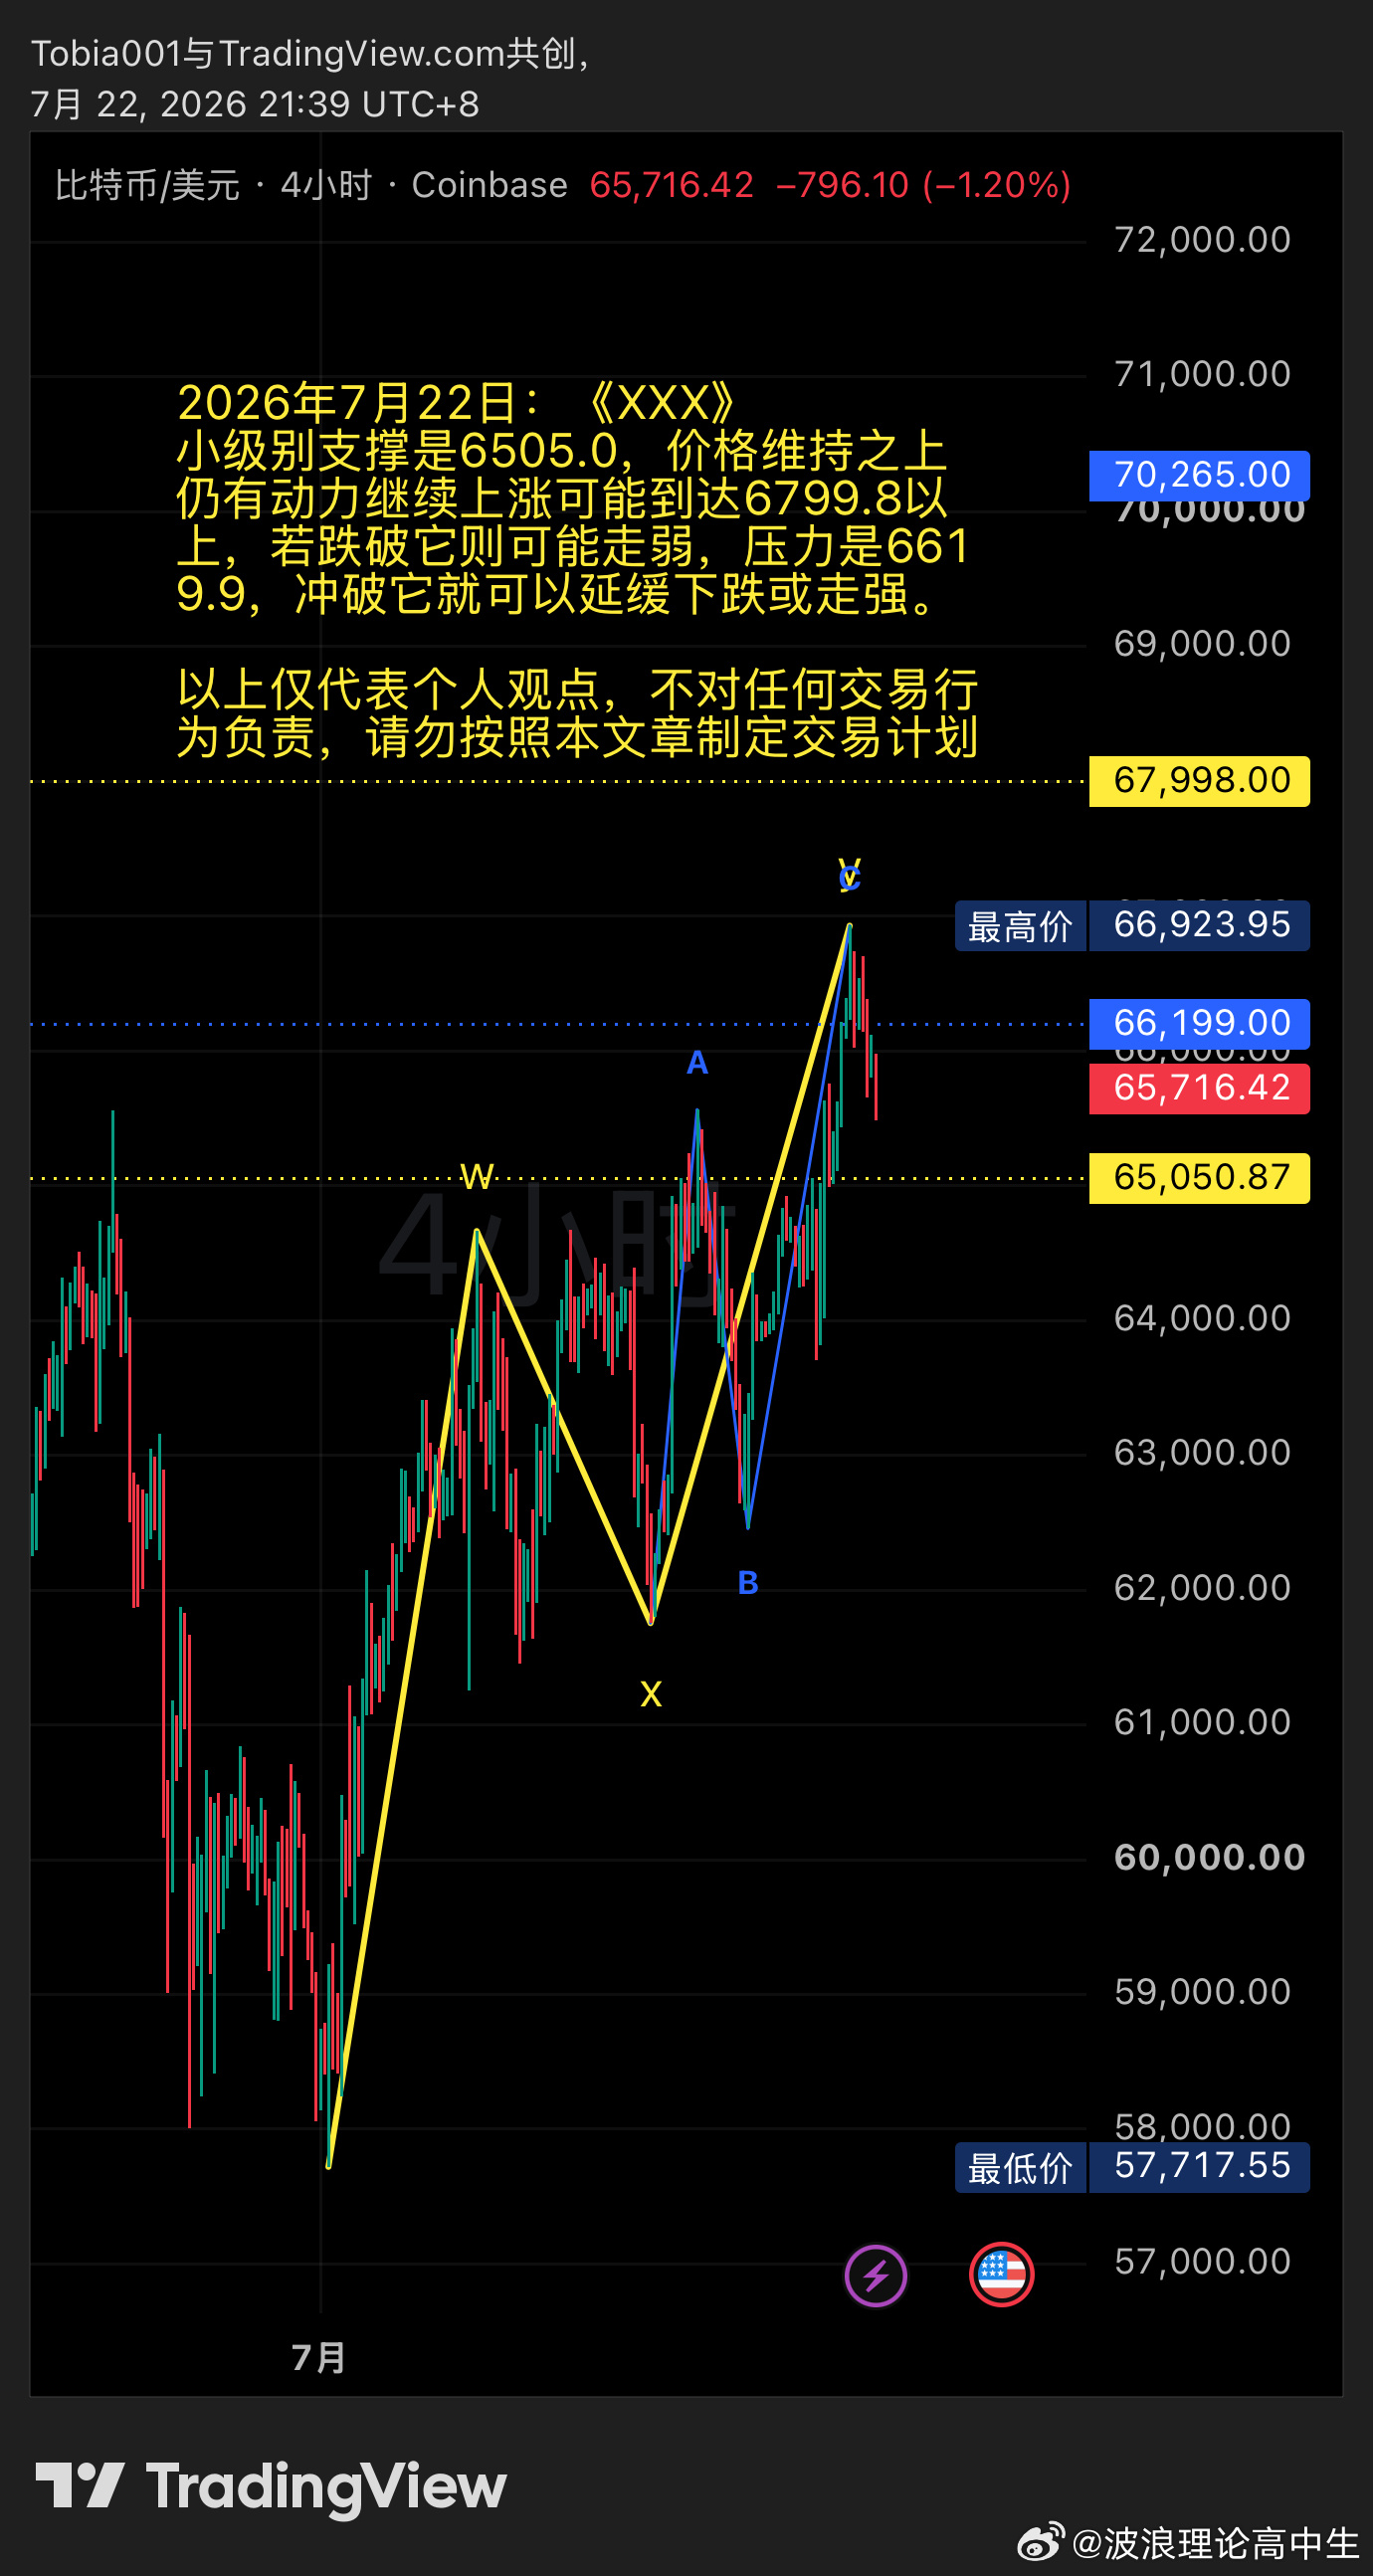 Tobia001与TradingView.com共创,
7月 22, 2026 21:39 UTC+8
比特币/美元 · 4小时 · Coinbase 65,716.42 −796.10 (−1.20%)
72,000.00
71,000.00
2026年7月22日：《XXX》
小级别支撑是6505.0，价格维持之上
仍有动力继续上涨可能到达6799.8以
上，若跌破它则可能走弱，压力是661
9.9，冲破它就可以延缓下跌或走强。
70,265.00
70,000.00
69,000.00
以上仅代表个人观点，不对任何交易行
为负责，请勿按照本文章制定交易计划
67,998.00
y
C
最高价 66,923.95
66,199.00
66,000.00
A
65,716.42
W
65,050.87
4小时
64,000.00
63,000.00
B
62,000.00
X
61,000.00
60,000.00
59,000.00
58,000.00
最低价 57,717.55
57,000.00
7月
TradingView
@波浪理论高中生